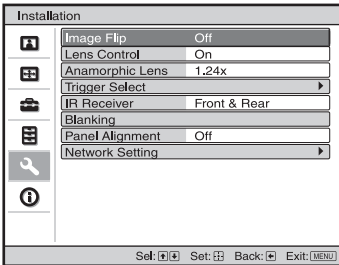 Installation
Image Flip Off
Lens Control On
Anamorphic Lens 1.24x
Trigger Select
IR Receiver Front & Rear
Blanking
Panel Alignment Off
Network Setting
Sel: Set: Back: Exit: MENU